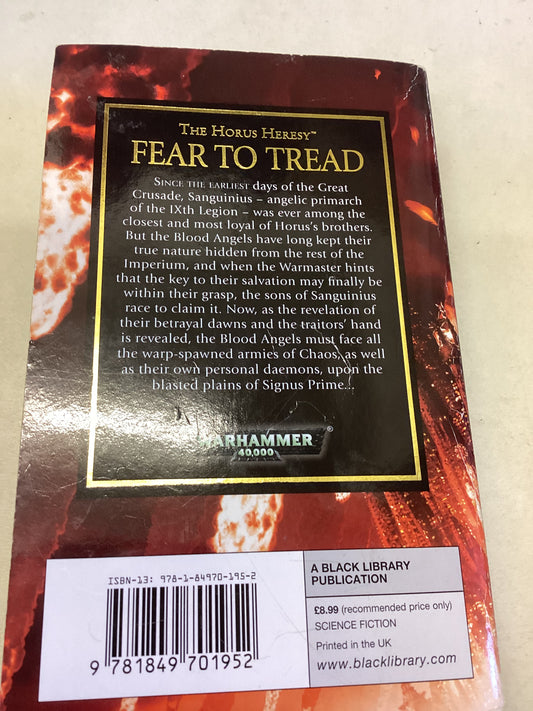 THE HORUS HERESY™
FEAR TO TREAD
SINCE THE EARLIEST days of the Great
Crusade, Sanguinius – angelic primarch
of the IXth Legion – was ever among the
closest and most loyal of Horus's brothers.
But the Blood Angels have long kept their
true nature hidden from the rest of the
Imperium, and when the Warmaster hints
that the key to their salvation may finally be
within their grasp, the sons of Sanguinius
race to claim it. Now, as the revelation of
their betrayal dawns and the traitors' hand
is revealed, the Blood Angels must face all
the warp-spawned armies of Chaos, as well
as their own personal daemons, upon the
blasted plains of Signus Prime...
WARHAMMER®
40,000
ISBN-13: 978-1-84970-195-2
9 781849 701952
A BLACK LIBRARY
PUBLICATION
£8.99 (recommended price only)
SCIENCE FICTION
Printed in the UK
www.blacklibrary.com